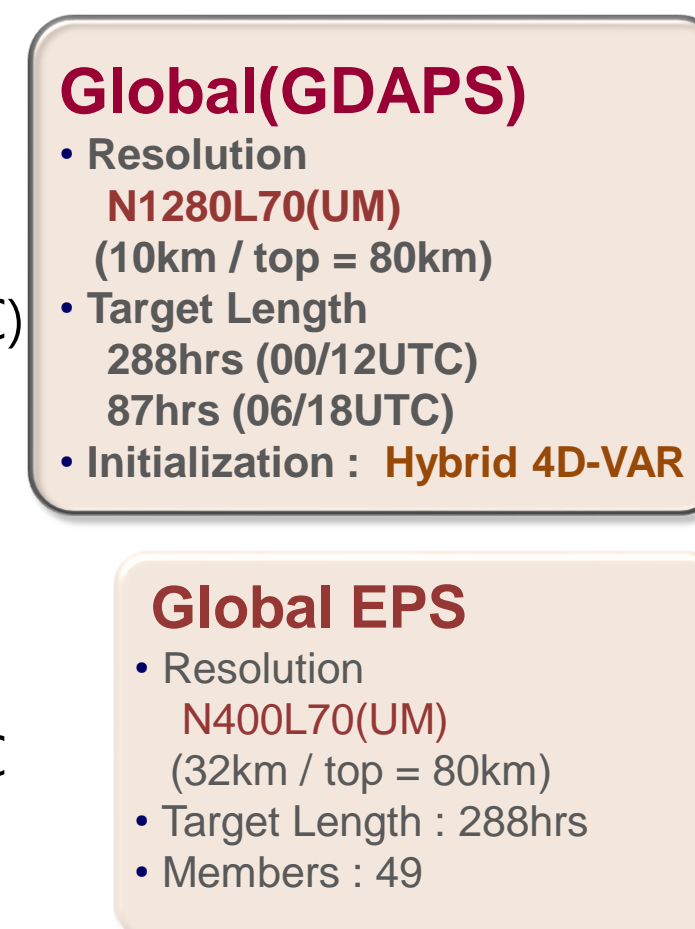 Global(GDAPS)
• Resolution
N1280L70(UM)
(10km / top = 80km)
• Target Length
288hrs (00/12UTC)
87hrs (06/18UTC)
• Initialization : Hybrid 4D-VAR
Global EPS
• Resolution
N400L70(UM)
(32km / top = 80km)
• Target Length : 288hrs
• Members : 49